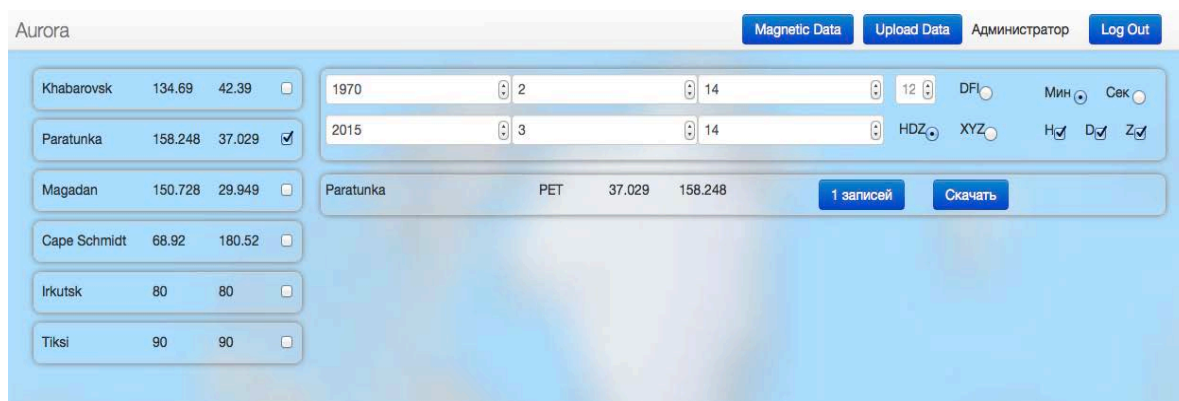 Aurora Magnetic Data Upload Data Администратор Log Out
Khabarovsk 134.69 42.39
Paratunka 158.248 37.029
Magadan 150.728 29.949
Cape Schmidt 68.92 180.52
Irkutsk 80 80
Tiksi 90 90
1970 2 14 12 DFI Мин Сек
2015 3 14 HDZ XYZ H D Z
Paratunka PET 37.029 158.248 1 записей Скачать